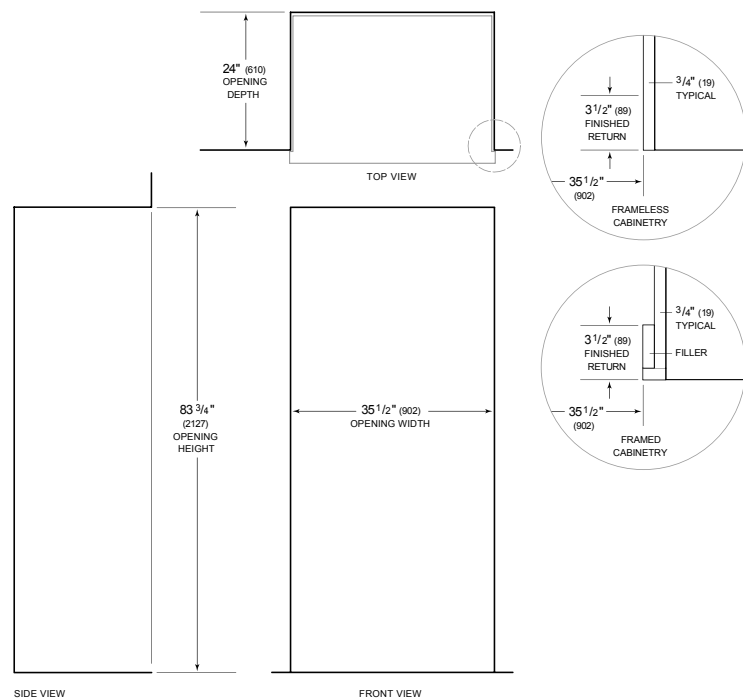 24" (610)
OPENING
DEPTH
TOP VIEW
3/4" (19)
TYPICAL
3 1/2" (89)
FINISHED
RETURN
35 1/2"
(902)
FRAMELESS
CABINETRY
3/4" (19)
TYPICAL
3 1/2" (89)
FINISHED
RETURN
FILLER
35 1/2"
(902)
FRAMED
CABINETRY
83 3/4"
(2127)
OPENING
HEIGHT
35 1/2" (902)
OPENING WIDTH
SIDE VIEW
FRONT VIEW